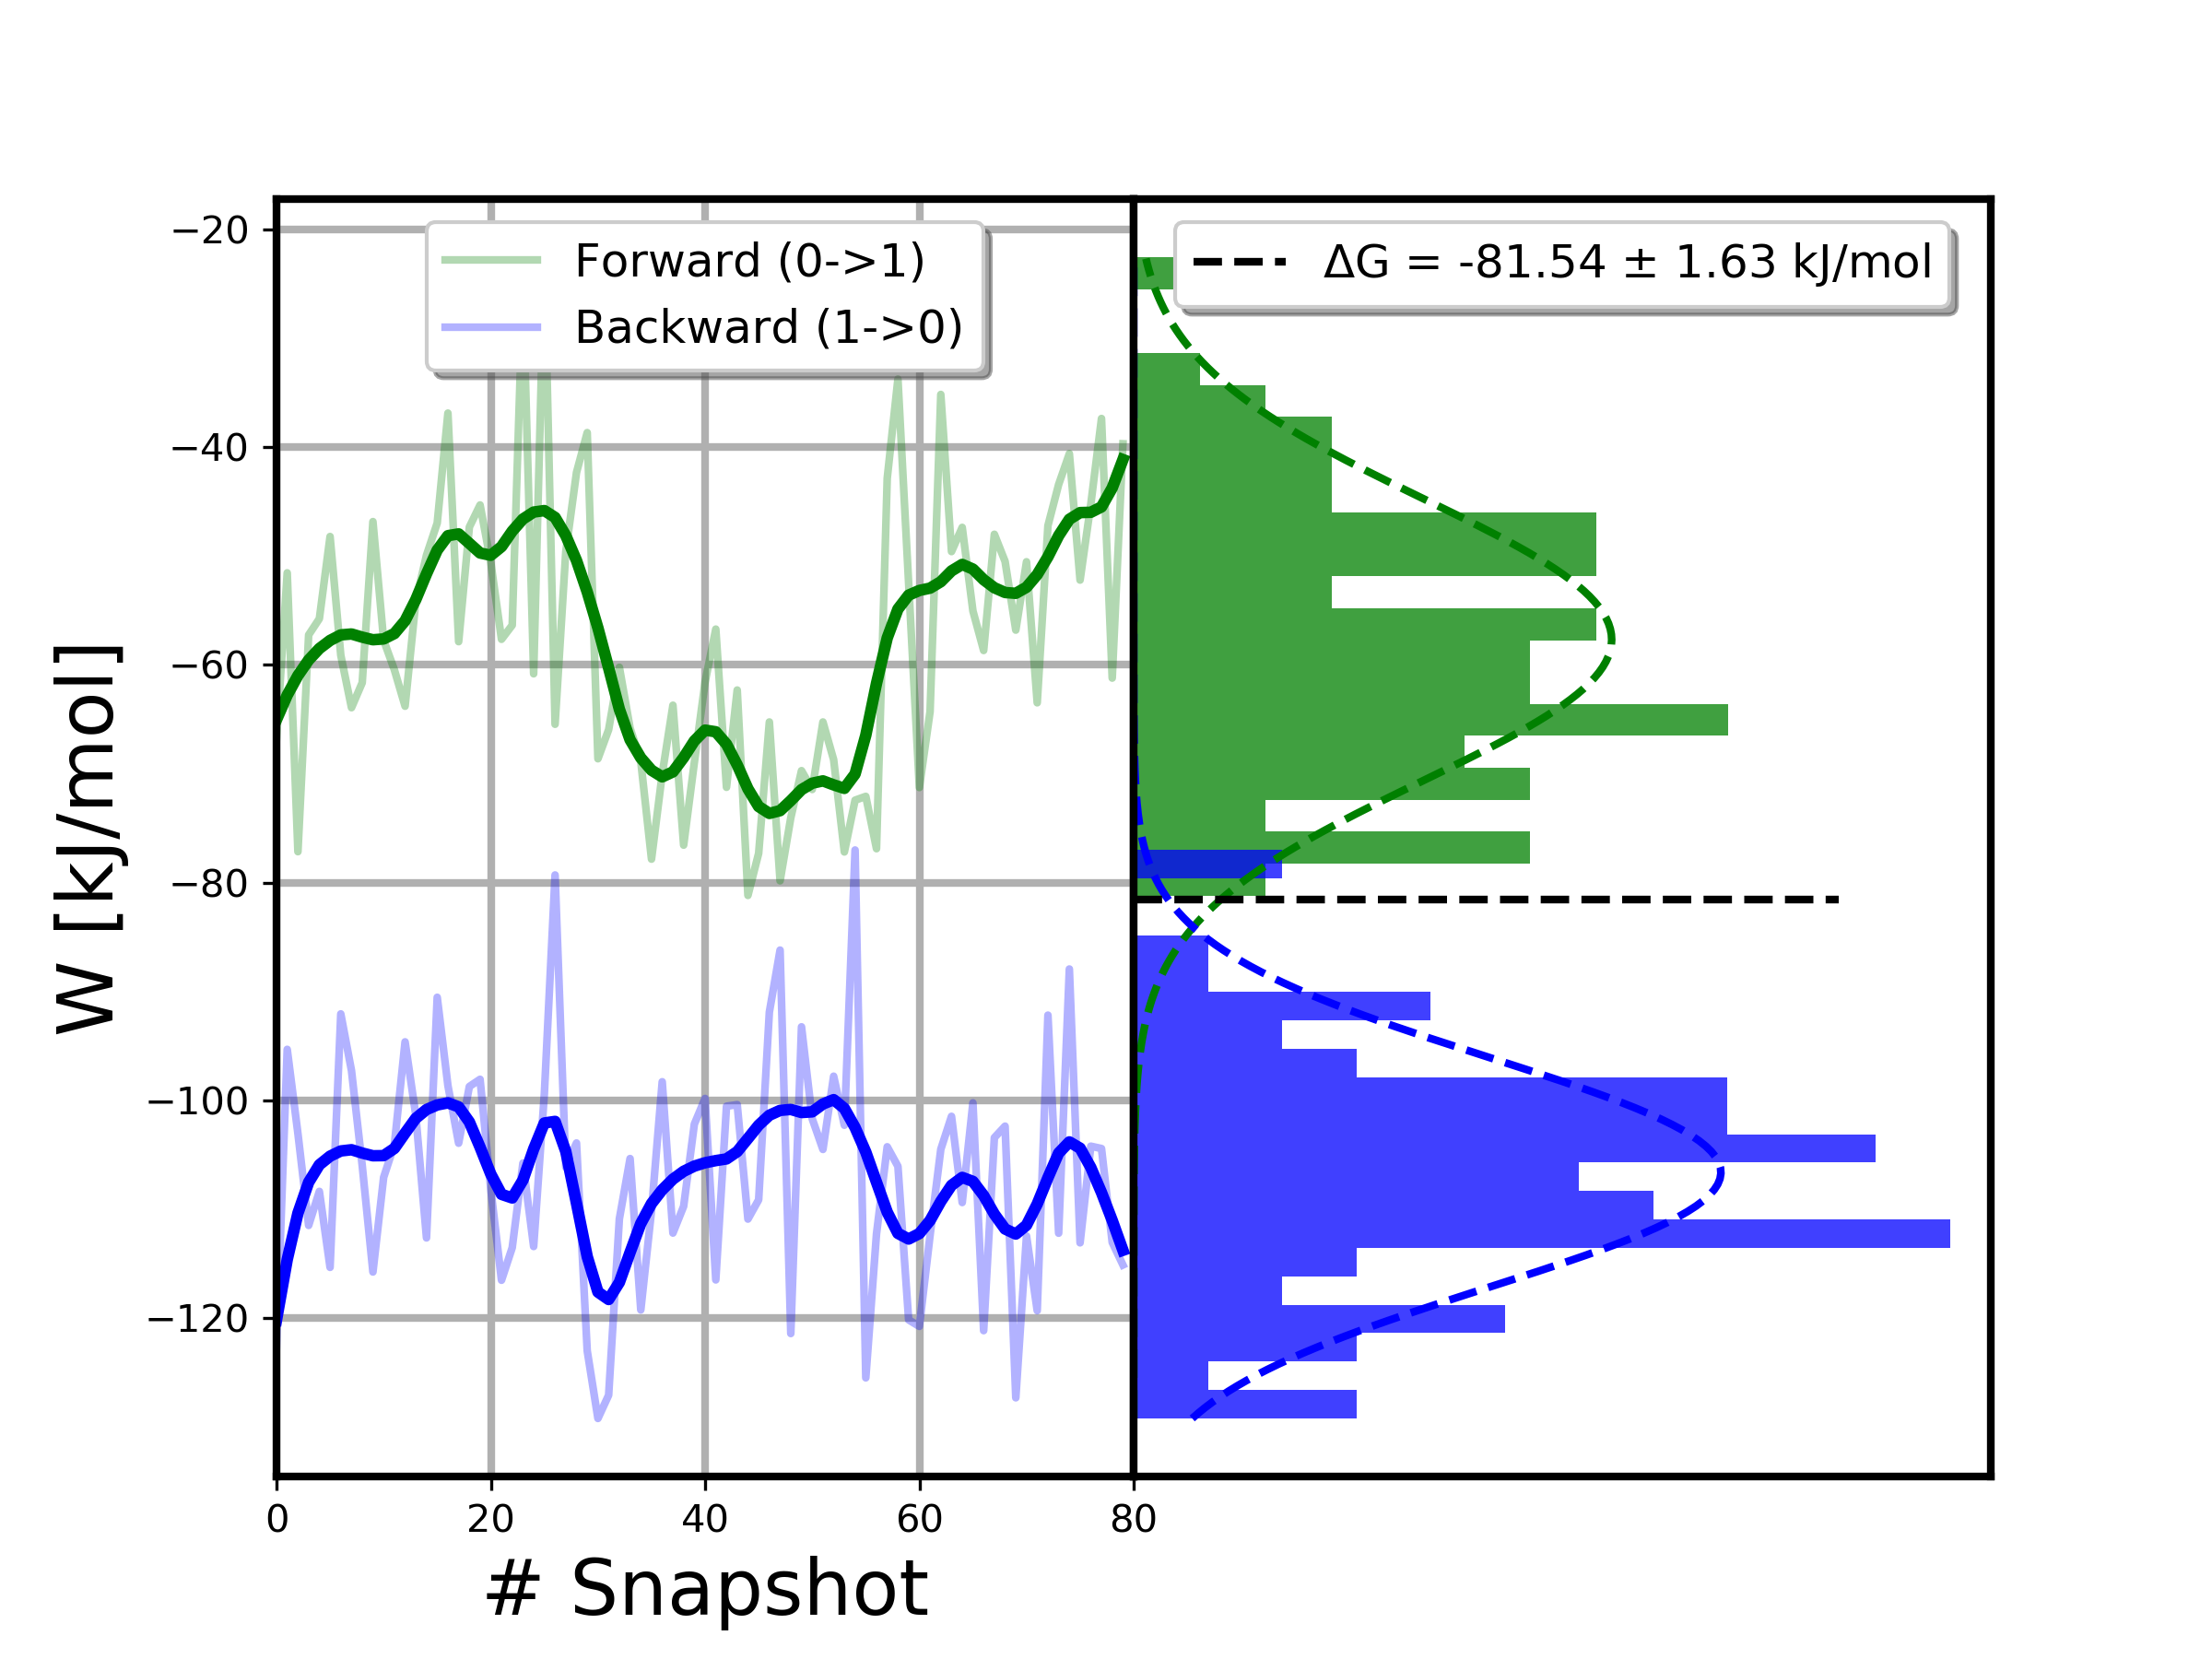 W [kJ/mol]
−20
−40
−60
−80
−100
−120
Forward (0->1)
Backward (1->0)
ΔG = -81.54 ± 1.63 kJ/mol
0 20 40 60 80
# Snapshot